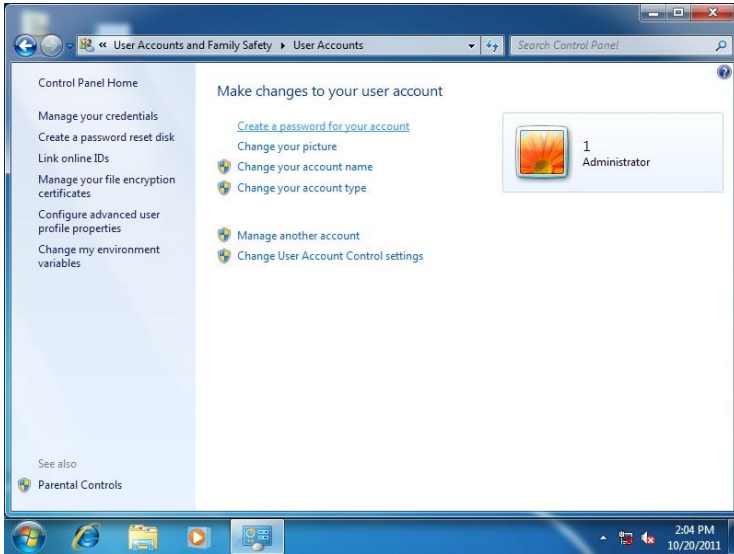 « User Accounts and Family Safety ▸ User Accounts
Search Control Panel
Control Panel Home
Manage your credentials
Create a password reset disk
Link online IDs
Manage your file encryption
certificates
Configure advanced user
profile properties
Change my environment
variables
See also
Parental Controls
Make changes to your user account
Create a password for your account
Change your picture
Change your account name
Change your account type
Manage another account
Change User Account Control settings
1
Administrator
2:04 PM
10/20/2011